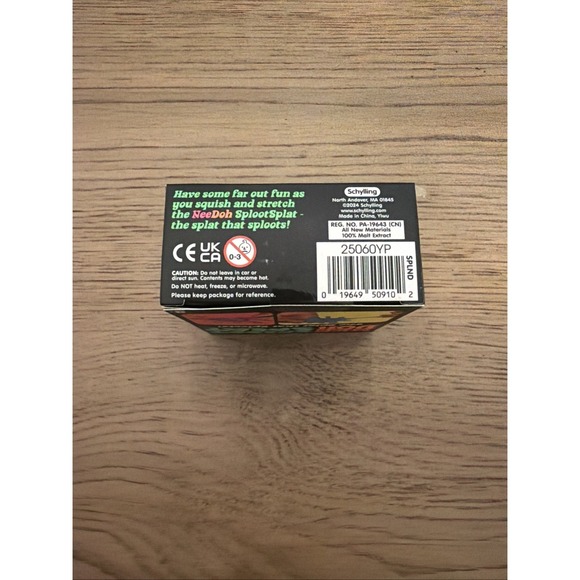 Have some far out fun as
you squish and stretch
the NeeDoh SplootSplat -
the splat that sploots!
UK
CA
0-3
CAUTION: Do not leave in car or
direct sun. Contents may become hot.
Do NOT heat, freeze, or microwave.
Please keep package for reference.
Schylling
North Andover, MA 01845
©2024 Schylling
www.schylling.com
Made in China, Yiwu
REG. NO. PA-19643 (CN)
All New Materials
100% Malt Extract
25060YP
SPLND
0 19649 50910 2